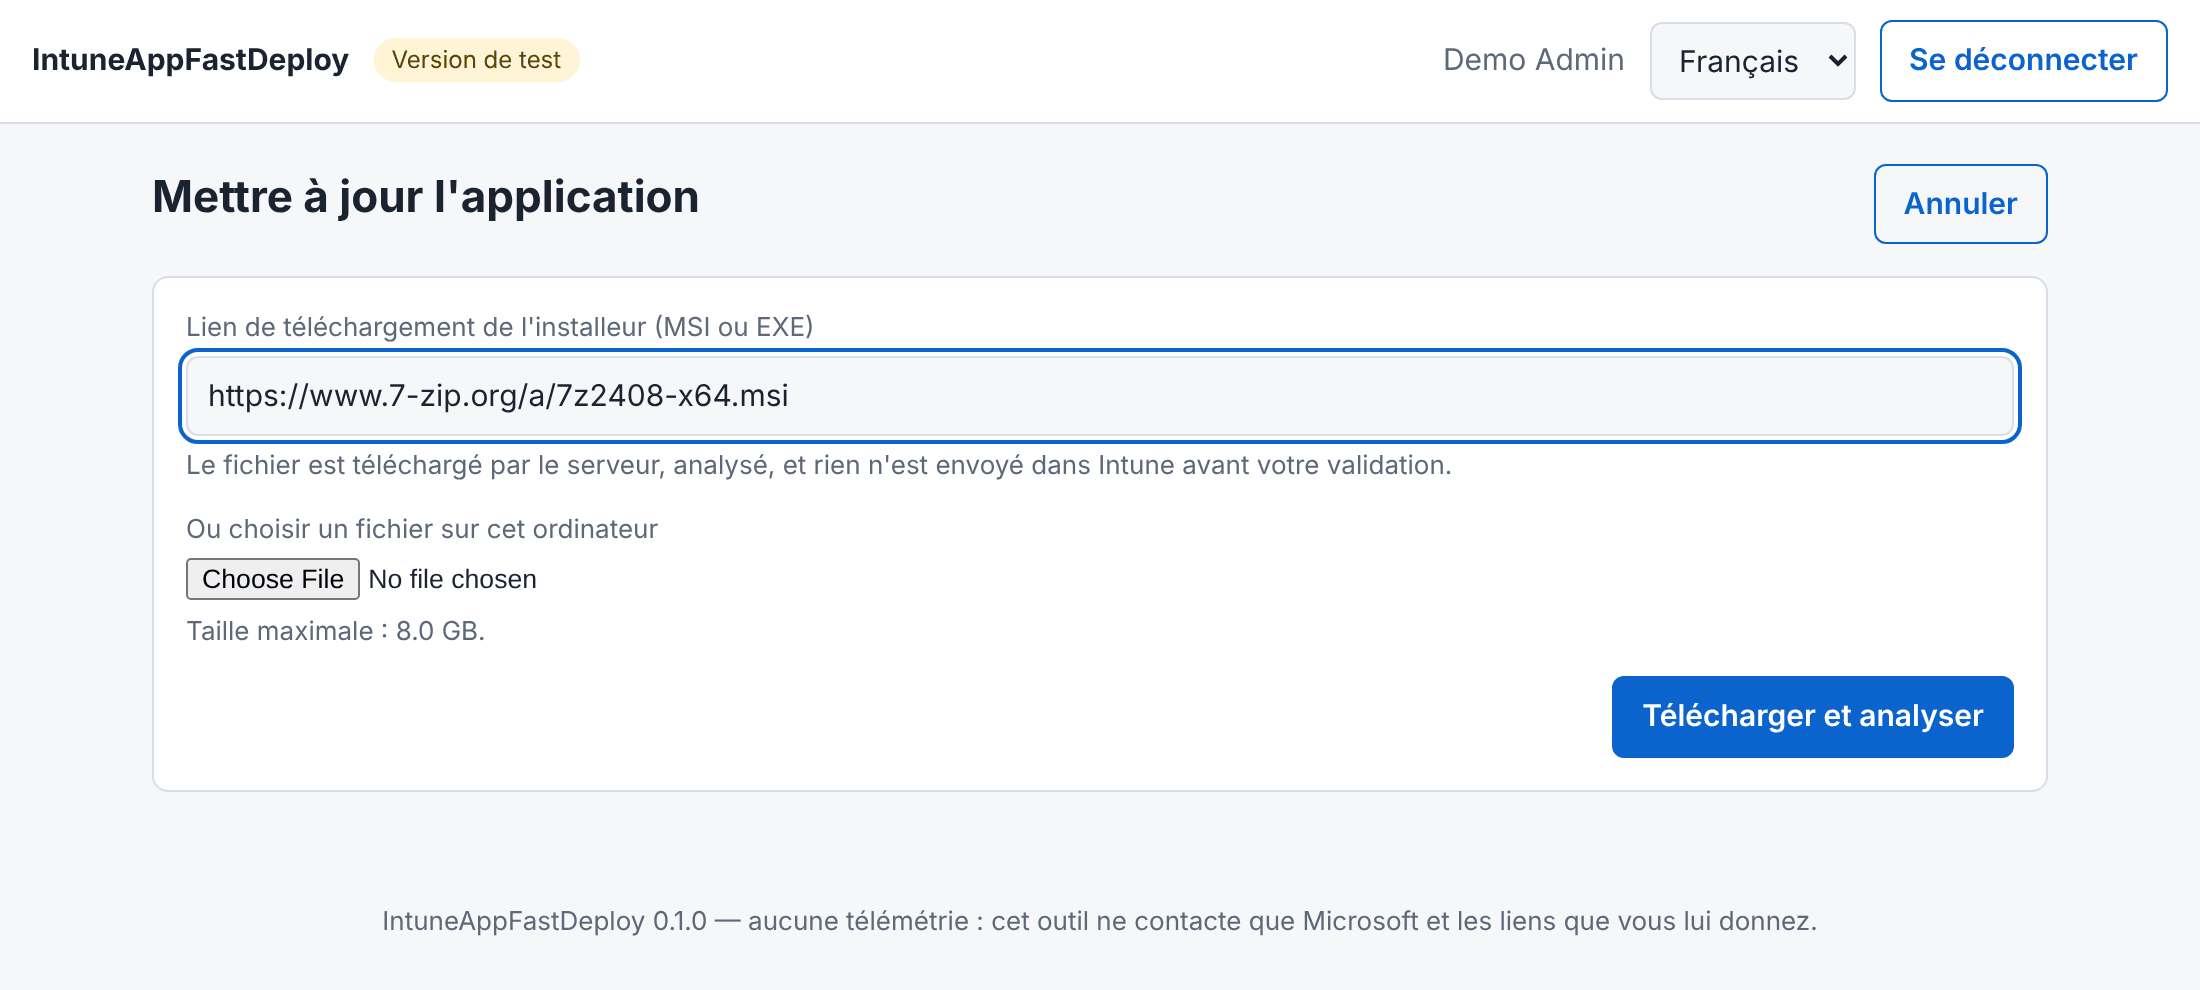 IntuneAppFastDeploy Version de test Demo Admin Français Se déconnecter
Mettre à jour l'application Annuler
Lien de téléchargement de l'installeur (MSI ou EXE)
https://www.7-zip.org/a/7z2408-x64.msi
Le fichier est téléchargé par le serveur, analysé, et rien n'est envoyé dans Intune avant votre validation.
Ou choisir un fichier sur cet ordinateur
Choose File No file chosen
Taille maximale : 8.0 GB.
Télécharger et analyser
IntuneAppFastDeploy 0.1.0 — aucune télémétrie : cet outil ne contacte que Microsoft et les liens que vous lui donnez.